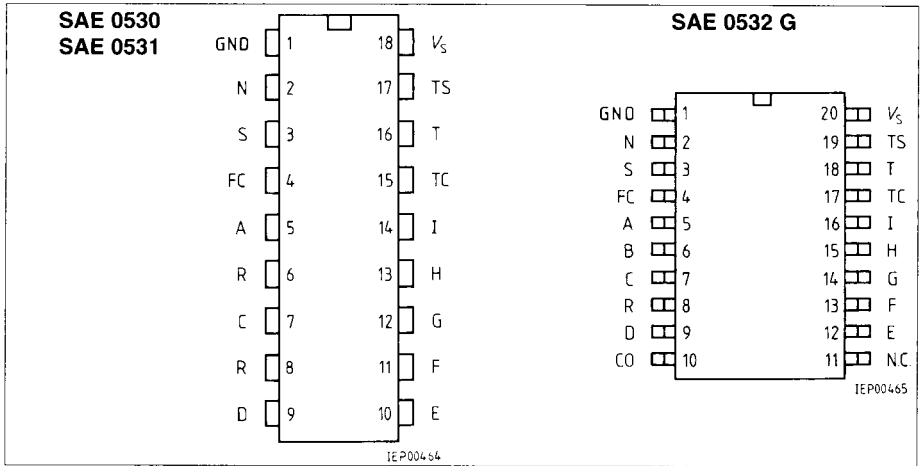 SAE 0530
SAE 0531
GND 1 18 VS
N 2 17 TS
S 3 16 T
FC 4 15 TC
A 5 14 I
R 6 13 H
C 7 12 G
R 8 11 F
D 9 10 E
IEP00464
SAE 0532 G
GND 1 20 VS
N 2 19 TS
S 3 18 T
FC 4 17 TC
A 5 16 I
B 6 15 H
C 7 14 G
R 8 13 F
D 9 12 E
CO 10 11 N.C.
IEP00465